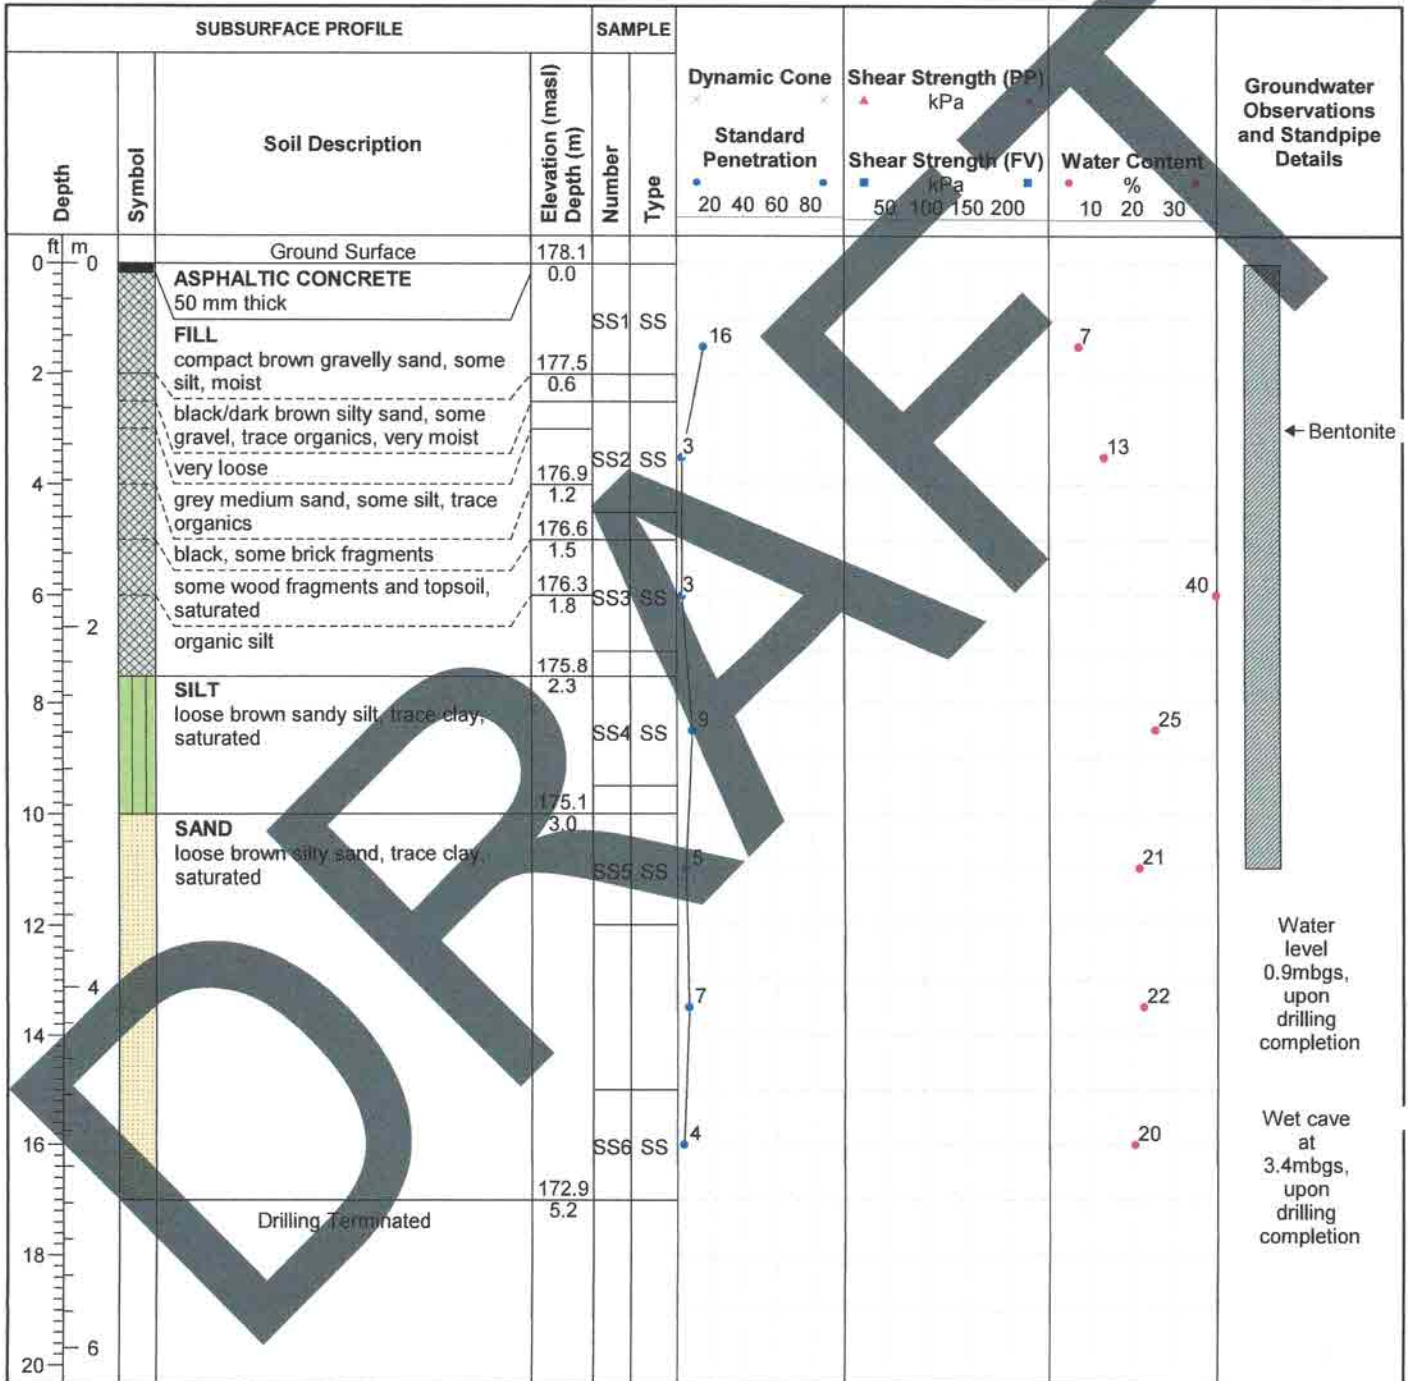 SUBSURFACE PROFILE
SAMPLE
Depth
Symbol
Soil Description
Elevation (masl)
Depth (m)
Number
Type
Dynamic Cone
Standard
Penetration
20 40 60 80
Shear Strength (PP)
kPa
Shear Strength (FV)
kPa
50 100 150 200
Water Content
%
10 20 30
Groundwater
Observations
and Standpipe
Details
ft m
Ground Surface
178.1
0 0
ASPHALTIC CONCRETE
0.0
50 mm thick
SS1 SS
FILL
16
7
compact brown gravelly sand, some
silt, moist
177.5
2
0.6
black/dark brown silty sand, some
gravel, trace organics, very moist
Bentonite
very loose
SS2 SS
3
13
176.9
4
1.2
grey medium sand, some silt, trace
organics
176.6
black, some brick fragments
1.5
some wood fragments and topsoil,
saturated
176.3
6
1.8
SS3 SS
3
40
2
organic silt
175.8
SILT
2.3
8
loose brown sandy silt, trace clay,
saturated
SS4 SS
9
25
175.1
10
SAND
3.0
loose brown silty sand, trace clay,
saturated
SS5 SS
5
21
12
Water
level
0.9mbgs,
upon
drilling
completion
4
7
22
14
Wet cave
at
3.4mbgs,
upon
drilling
completion
16
SS6 SS
4
20
172.9
5.2
Drilling Terminated
18
6
20
DRAFT